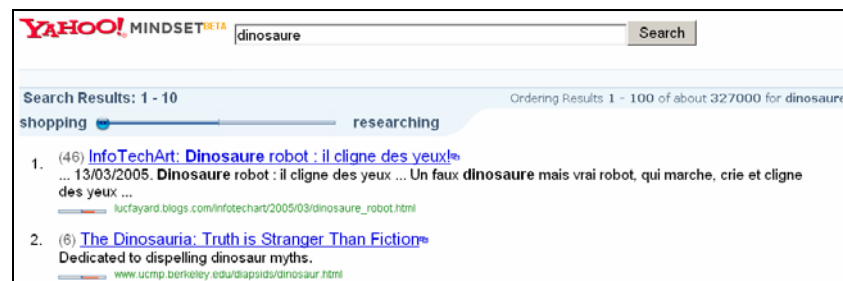 YAHOO! MINDSET BETA dinosaure Search
Search Results: 1 - 10 Ordering Results 1 - 100 of about 327000 for dinosaure
shopping researching
1. (46) InfoTechArt: Dinosaure robot : il cligne des yeux!
... 13/03/2005. Dinosaure robot : il cligne des yeux ... Un faux dinosaure mais vrai robot, qui marche, crie et cligne
des yeux ...
lucfayard.blogs.com/infotechart/2005/03/dinosaure_robot.html
2. (6) The Dinosauria: Truth is Stranger Than Fiction
Dedicated to dispelling dinosaur myths.
www.ucmp.berkeley.edu/diapsids/dinosaur.html